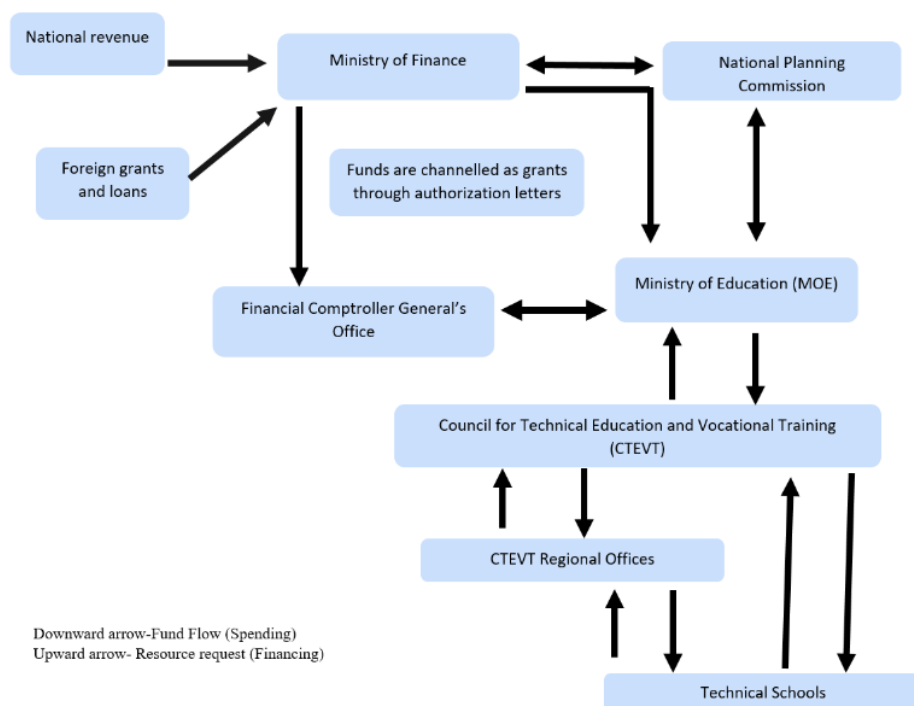 National revenue
Ministry of Finance
National Planning
Commission
Foreign grants
and loans
Funds are channelled as grants
through authorization letters
Ministry of Education (MOE)
Financial Comptroller General's
Office
Council for Technical Education and Vocational Training
(CTEVT)
CTEVT Regional Offices
Downward arrow-Fund Flow (Spending)
Upward arrow- Resource request (Financing)
Technical Schools